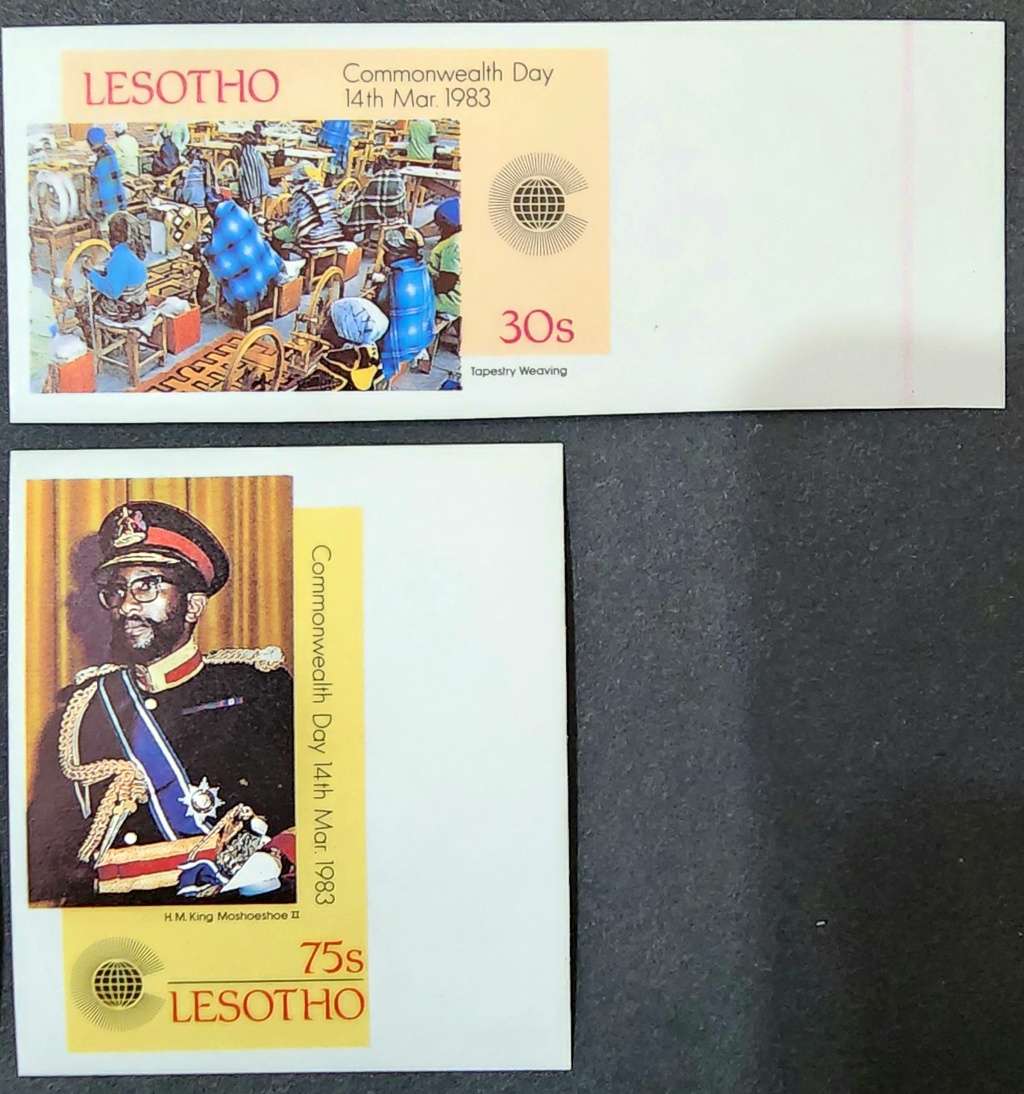 LESOTHO
Commonwealth Day
14th Mar. 1983
30s
Tapestry Weaving
Commonwealth Day 14th Mar. 1983
H.M. King Moshoeshoe II
75s
LESOTHO